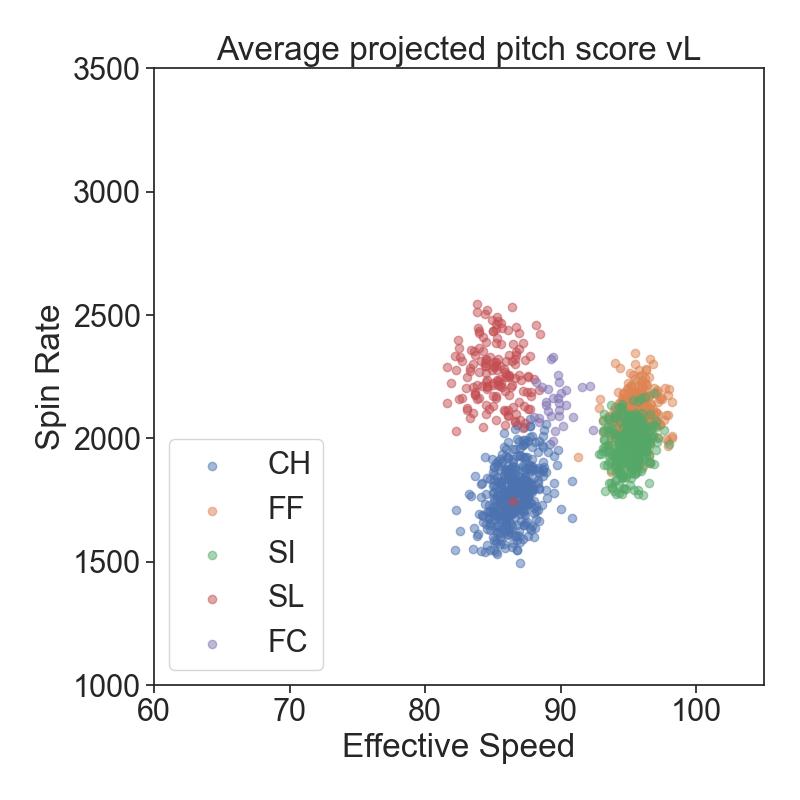 Average projected pitch score vL
3500
3000
2500
2000
1500
1000
Spin Rate
CH
FF
SI
SL
FC
60
70
80
90
100
Effective Speed